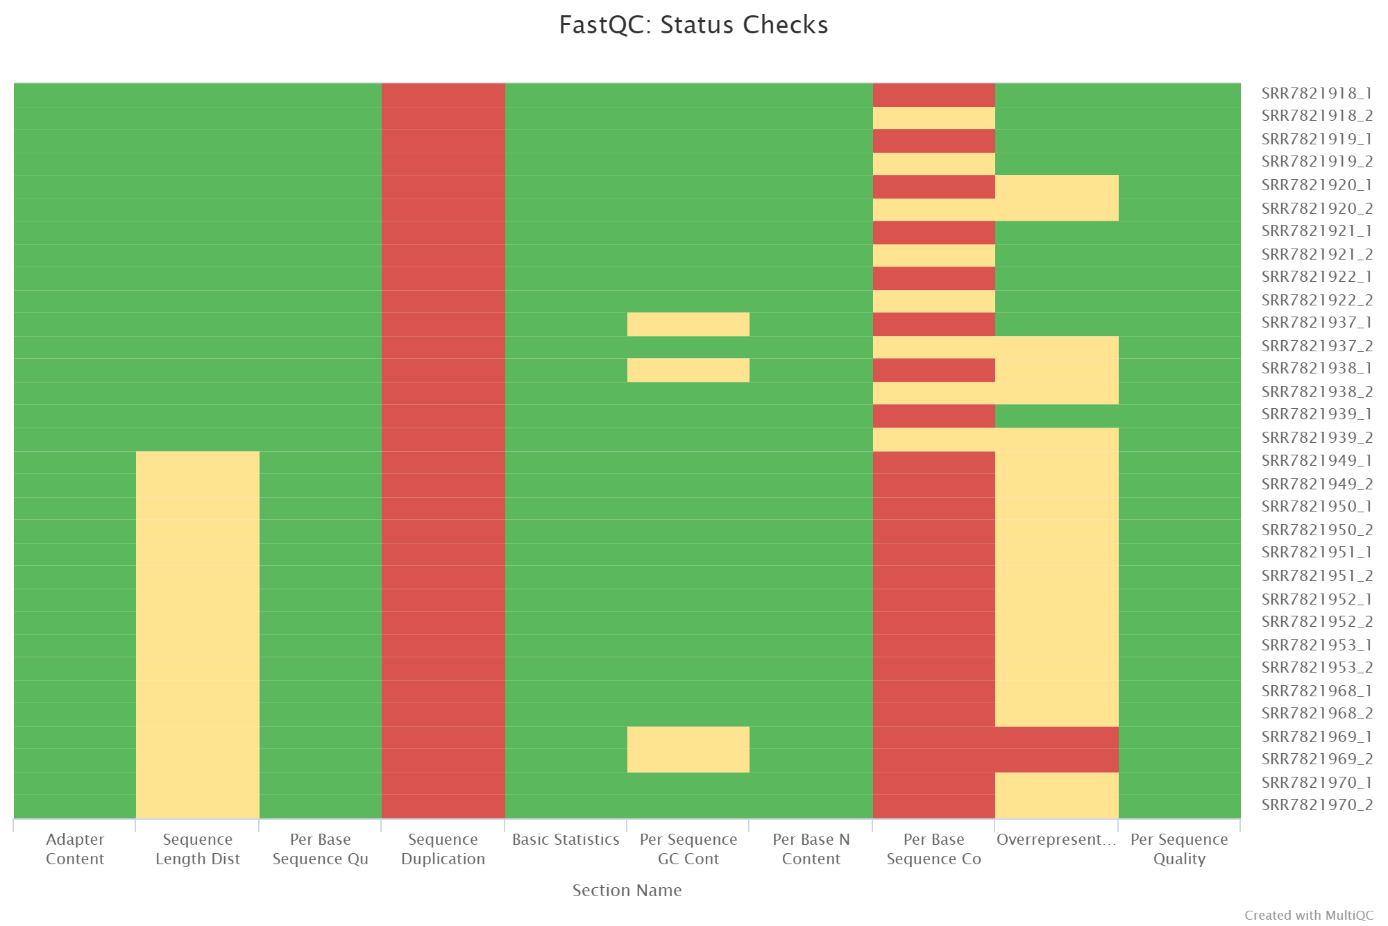 FastQC: Status Checks
SRR7821918_1
SRR7821918_2
SRR7821919_1
SRR7821919_2
SRR7821920_1
SRR7821920_2
SRR7821921_1
SRR7821921_2
SRR7821922_1
SRR7821922_2
SRR7821937_1
SRR7821937_2
SRR7821938_1
SRR7821938_2
SRR7821939_1
SRR7821939_2
SRR7821949_1
SRR7821949_2
SRR7821950_1
SRR7821950_2
SRR7821951_1
SRR7821951_2
SRR7821952_1
SRR7821952_2
SRR7821953_1
SRR7821953_2
SRR7821968_1
SRR7821968_2
SRR7821969_1
SRR7821969_2
SRR7821970_1
SRR7821970_2
Adapter
Content
Sequence
Length Dist
Per Base
Sequence Qu
Sequence
Duplication
Basic Statistics
Per Sequence
GC Cont
Per Base N
Content
Per Base
Sequence Co
Overrepresent...
Per Sequence
Quality
Section Name
Created with MultiQC